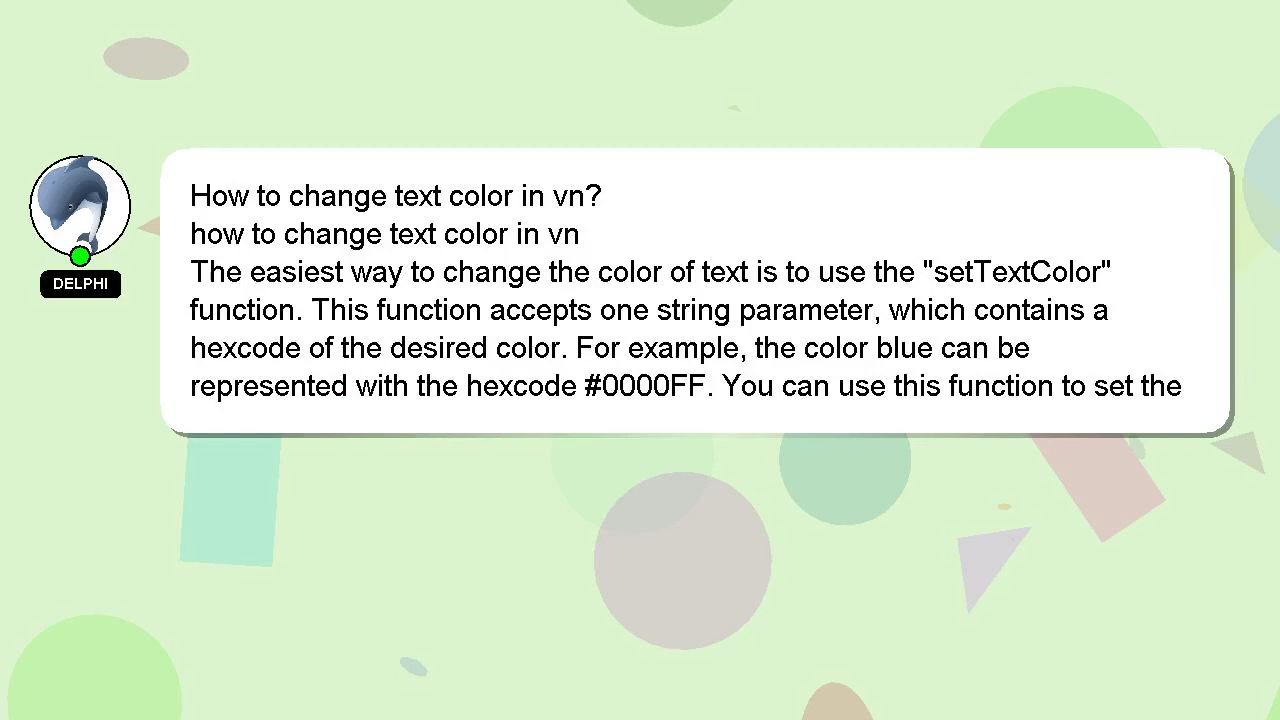 How to change text color in vn?
how to change text color in vn
The easiest way to change the color of text is to use the "setTextColor"
function. This function accepts one string parameter, which contains a
hexcode of the desired color. For example, the color blue can be
represented with the hexcode #0000FF. You can use this function to set the
DELPHI